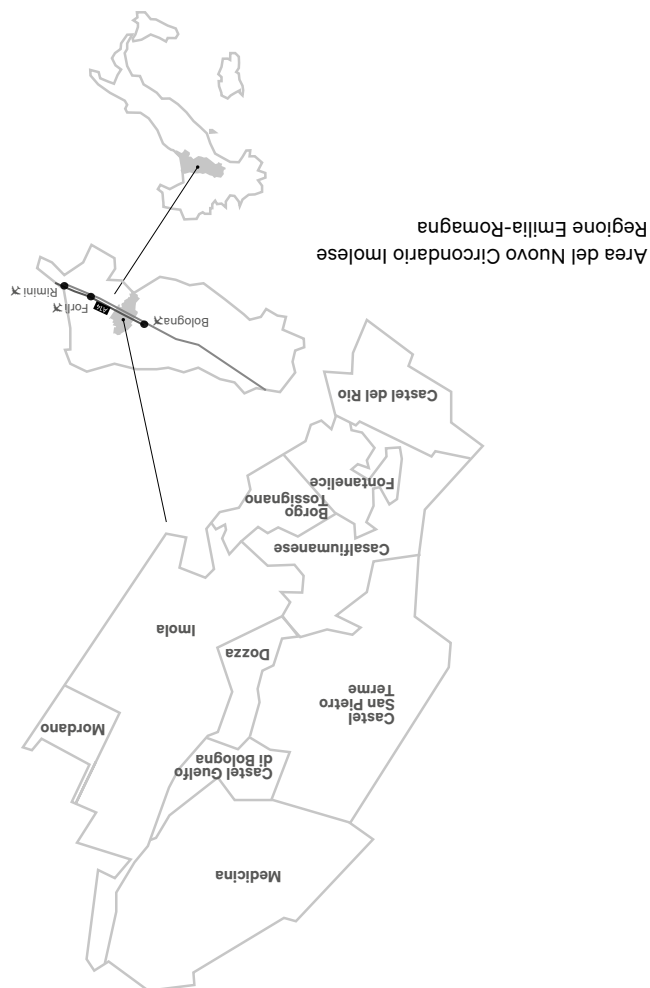 Area del Nuovo Circondario Imolese
Regione Emilia-Romagna
Medicina
Castel Guelfo
di Bologna
Mordano
Castel
San Pietro
Terme
Dozza
Imola
Casalfiumanese
Borgo
Tossignano
Fontanelice
Castel del Rio
Bologna
A14
Forlì
Rimini